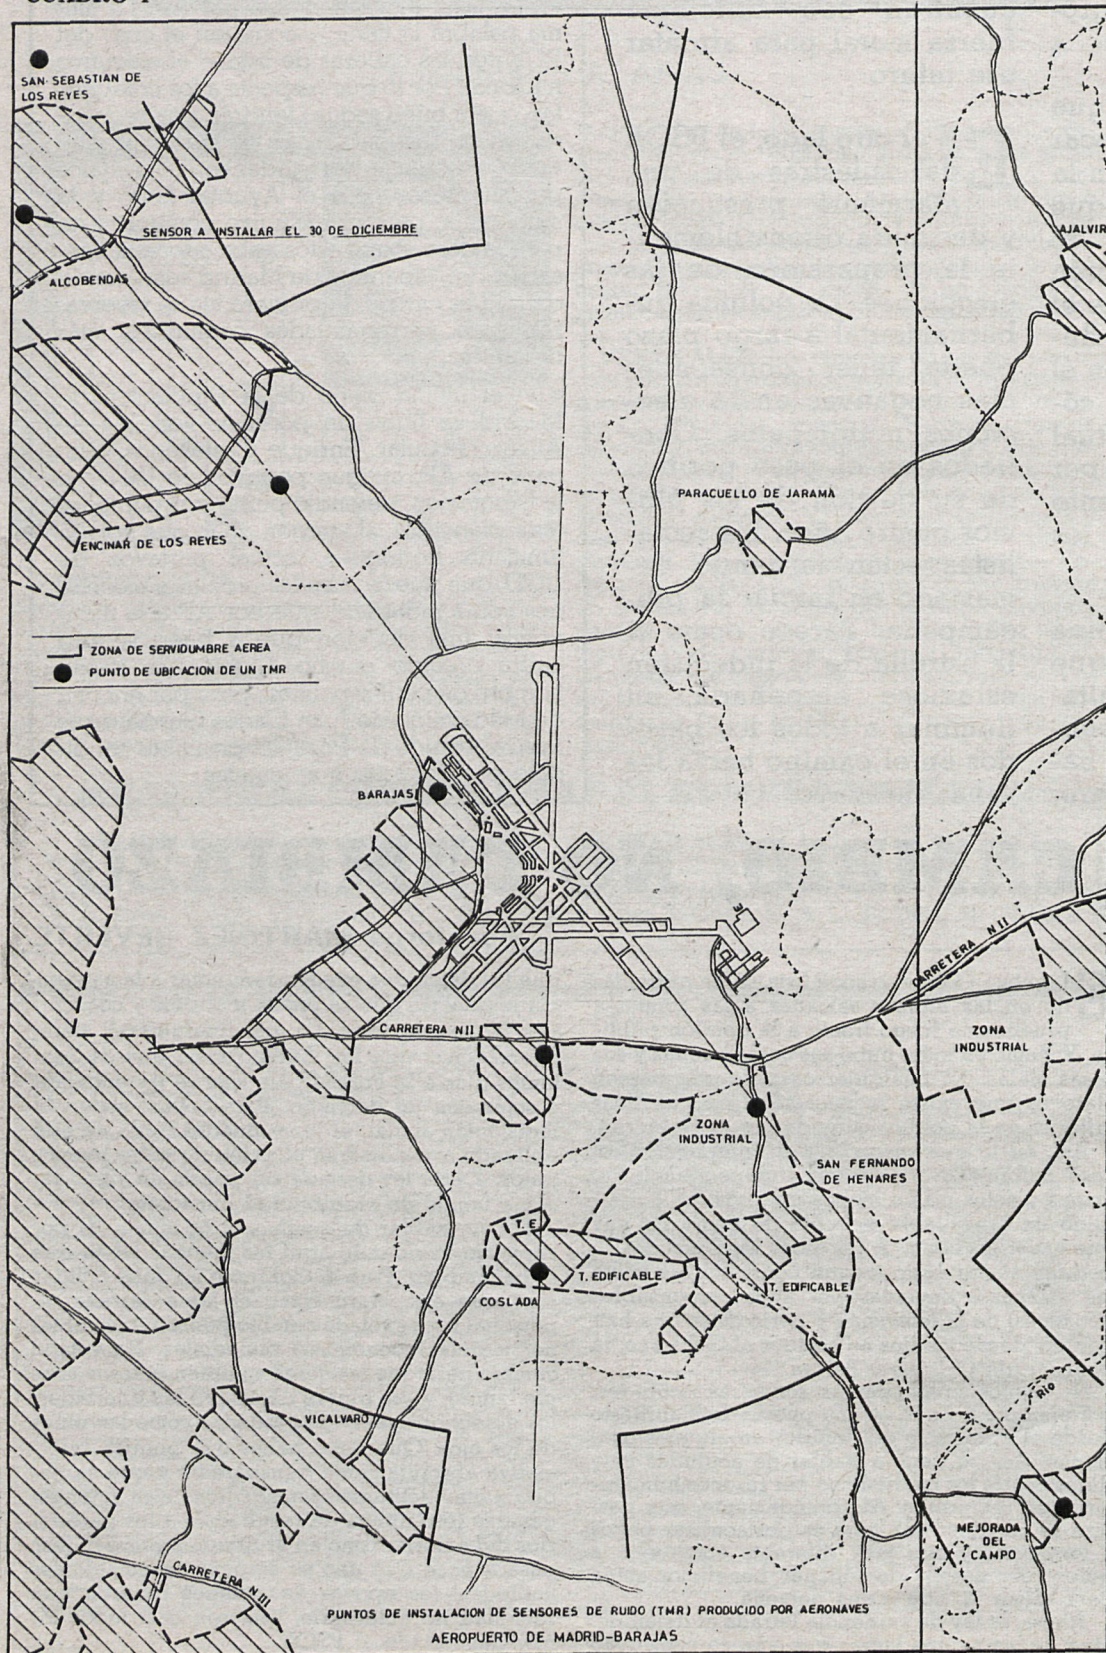 SAN SEBASTIAN DE
LOS REYES
SENSOR A INSTALAR EL 30 DE DICIEMBRE
ALCOBENDAS
AJALVIR
PARACUELLO DE JARAMA
ENCINAR DE LOS REYES
ZONA DE SERVIDUMBRE AEREA
PUNTO DE UBICACION DE UN TMR
BARAJAS
CARRETERA N II
CARRETERA N II
ZONA
INDUSTRIAL
ZONA
INDUSTRIAL
SAN FERNANDO
DE HENARES
T. E
T. EDIFICABLE
T. EDIFICABLE
COSLADA
Rio
VICALVARO
MEJORADA
DEL
CAMPO
CARRETERA N III
PUNTOS DE INSTALACION DE SENSORES DE RUIDO (TMR) PRODUCIDO POR AERONAVES
AEROPUERTO DE MADRID-BARAJAS